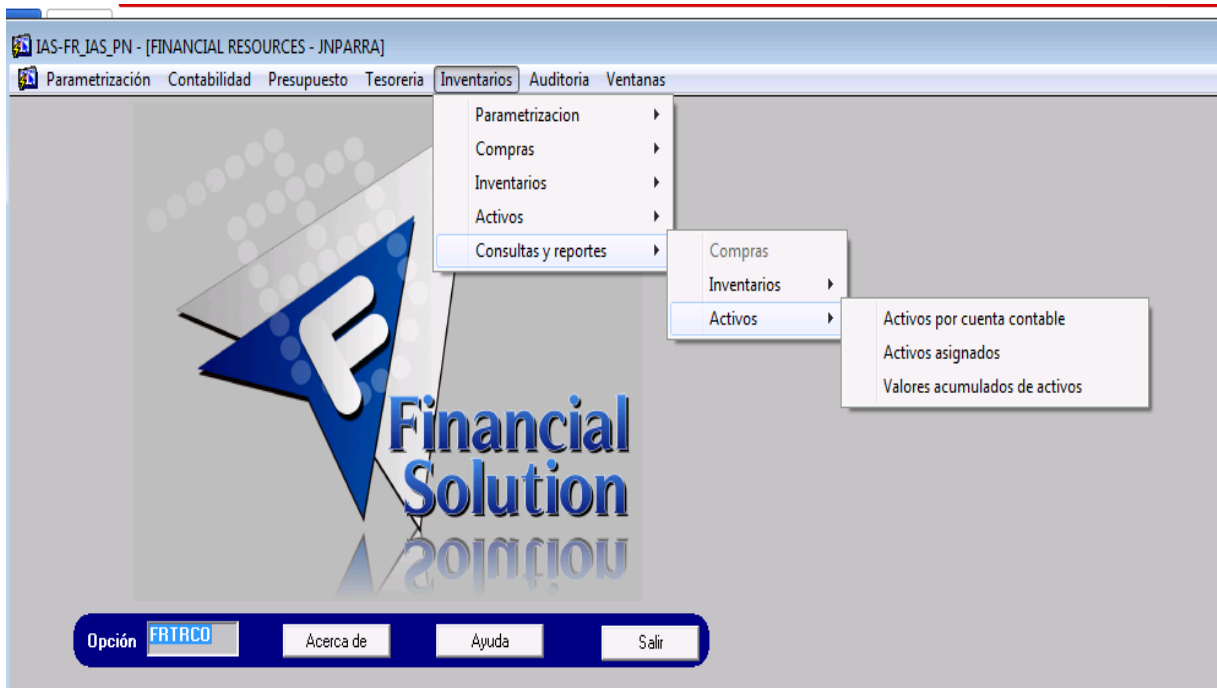 IAS-FR_IAS_PN - [FINANCIAL RESOURCES - JNPARRA]
Parametrización Contabilidad Presupuesto Tesoreria Inventarios Auditoria Ventanas
Parametrizacion
Compras
Inventarios
Activos
Consultas y reportes
Compras
Inventarios
Activos
Activos por cuenta contable
Activos asignados
Valores acumulados de activos
F
Financial
Solution
Opción FRTRCO Acerca de Ayuda Salir